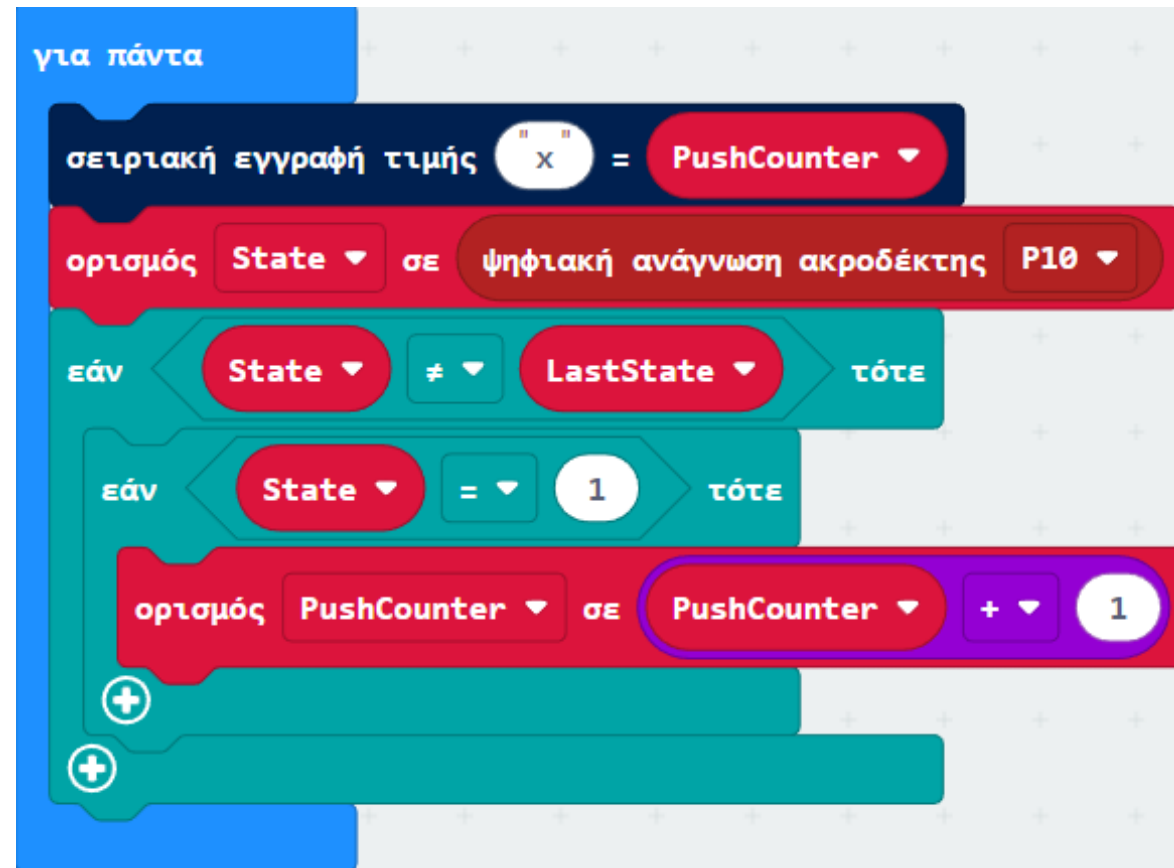 για πάντα
σειριακή εγγραφή τιμής "x" = PushCounter
ορισμός State σε ψηφιακή ανάγνωση ακροδέκτης P10
εάν State ≠ LastState τότε
εάν State = 1 τότε
ορισμός PushCounter σε PushCounter + 1